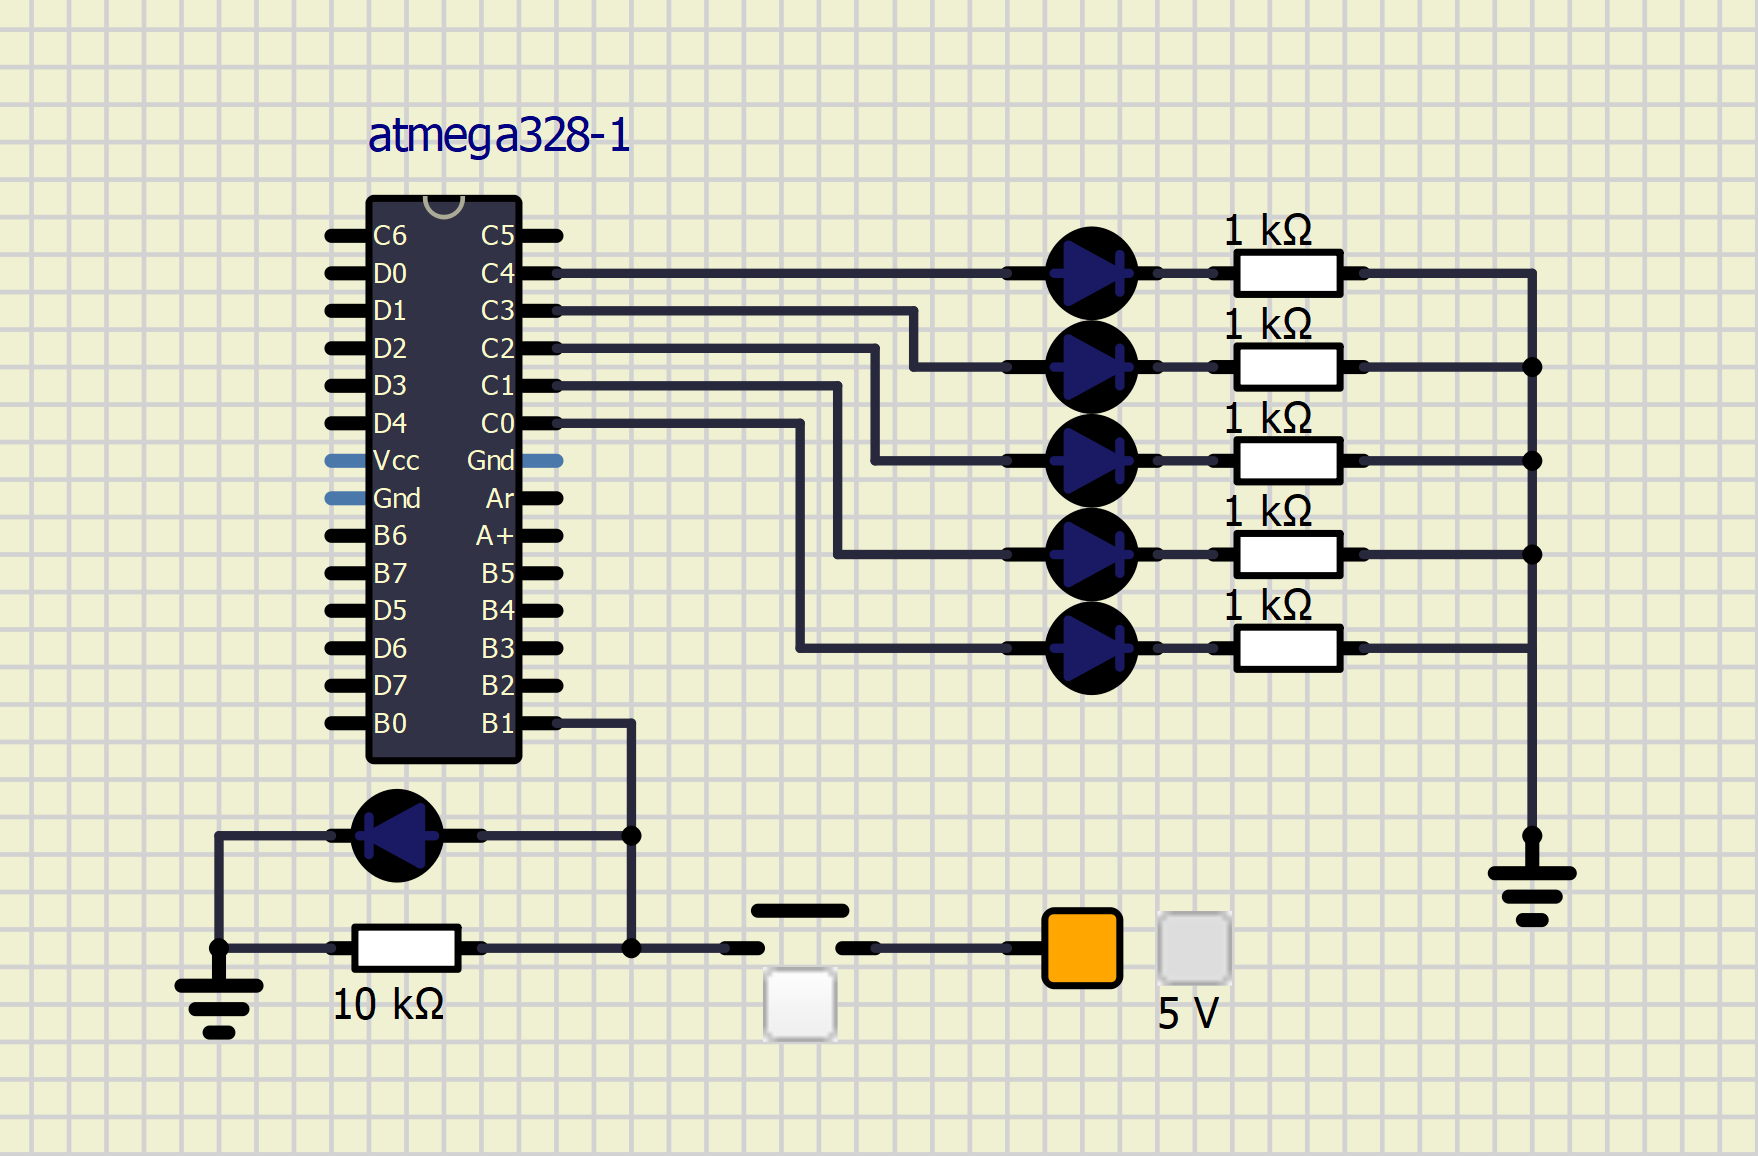 atmega328-1
C6 C5
D0 C4
D1 C3
D2 C2
D3 C1
D4 C0
Vcc Gnd
Gnd Ar
B6 A+
B7 B5
D5 B4
D6 B3
D7 B2
B0 B1
1 kΩ
1 kΩ
1 kΩ
1 kΩ
1 kΩ
10 kΩ
5 V